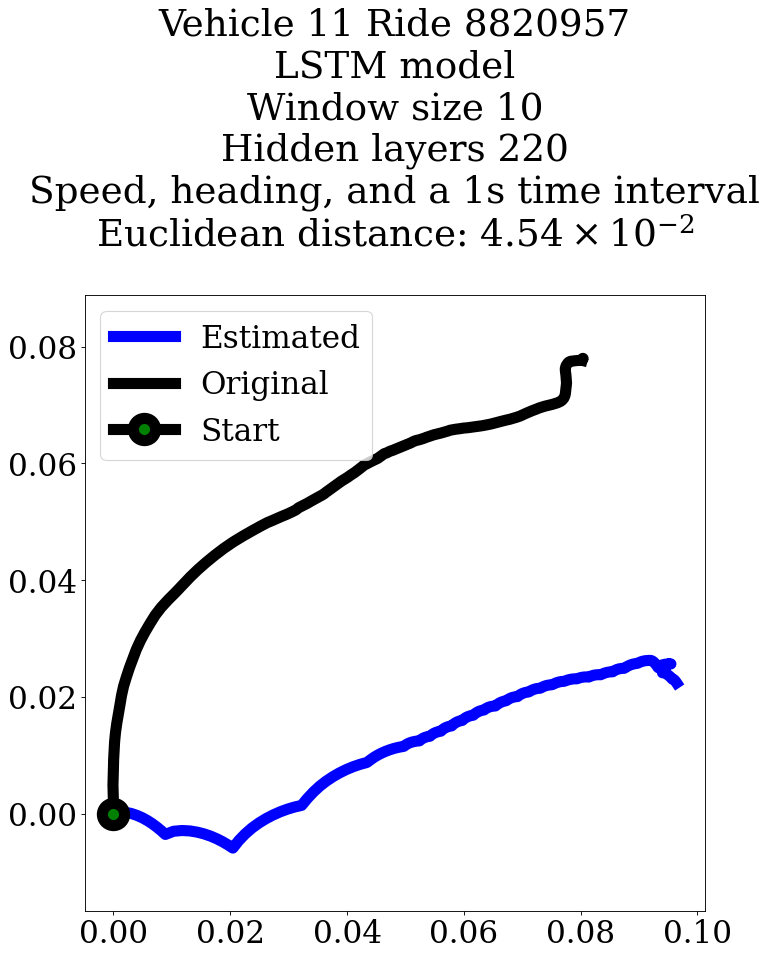 Vehicle 11 Ride 8820957
LSTM model
Window size 10
Hidden layers 220
Speed, heading, and a 1s time interval
Euclidean distance: 4.54 × 10⁻²
Estimated
Original
Start
0.08
0.06
0.04
0.02
0.00
0.00 0.02 0.04 0.06 0.08 0.10